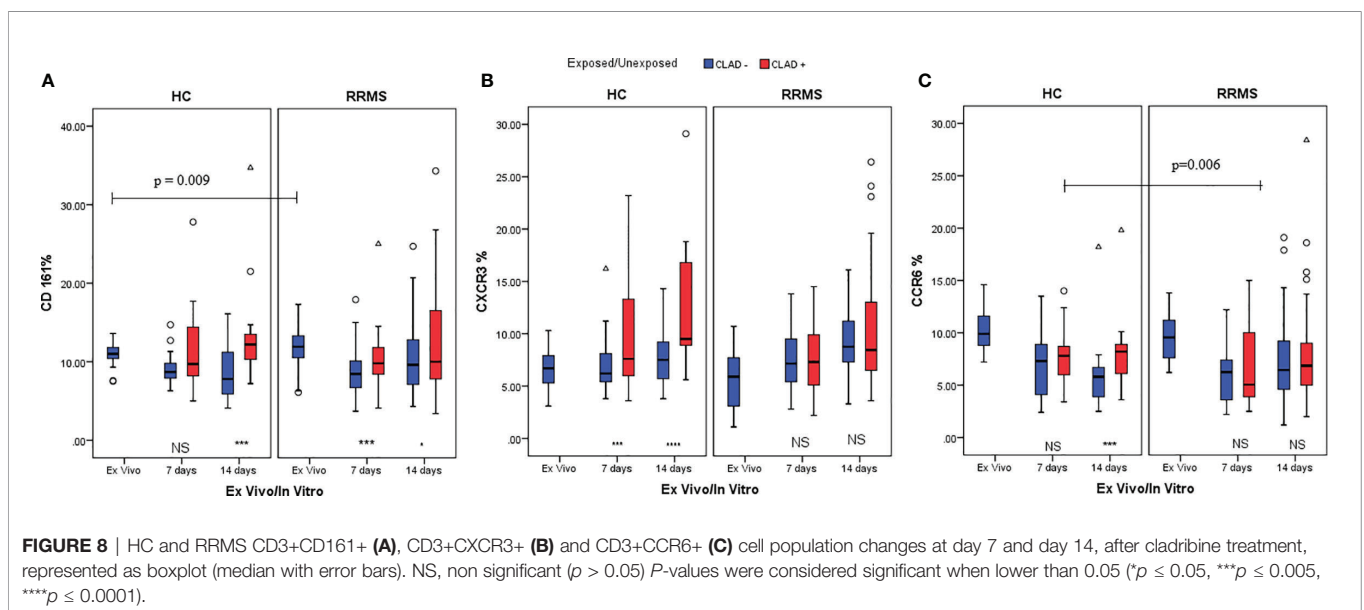 Exposed/Unexposed CLAD - CLAD +
A
HC RRMS
40.00
30.00
20.00
10.00
.00
CD 161%
p = 0.009
NS *** *** *
Ex Vivo 7 days 14 days Ex Vivo 7 days 14 days
Ex Vivo/In Vitro
B
HC RRMS
30.00
25.00
20.00
15.00
10.00
5.00
.00
CXCR3 %
*** **** NS NS
Ex Vivo 7 days 14 days Ex Vivo 7 days 14 days
Ex Vivo/In Vitro
C
HC RRMS
30.00
25.00
20.00
15.00
10.00
5.00
.00
CCR6 %
p=0.006
NS *** NS NS
Ex Vivo 7 days 14 days Ex Vivo 7 days 14 days
Ex Vivo/In Vitro
FIGURE 8 | HC and RRMS CD3+CD161+ (A), CD3+CXCR3+ (B) and CD3+CCR6+ (C) cell population changes at day 7 and day 14, after cladribine treatment,
represented as boxplot (median with error bars). NS, non significant (p > 0.05) P-values were considered significant when lower than 0.05 (*p ≤ 0.05, ***p ≤ 0.005,
****p ≤ 0.0001).